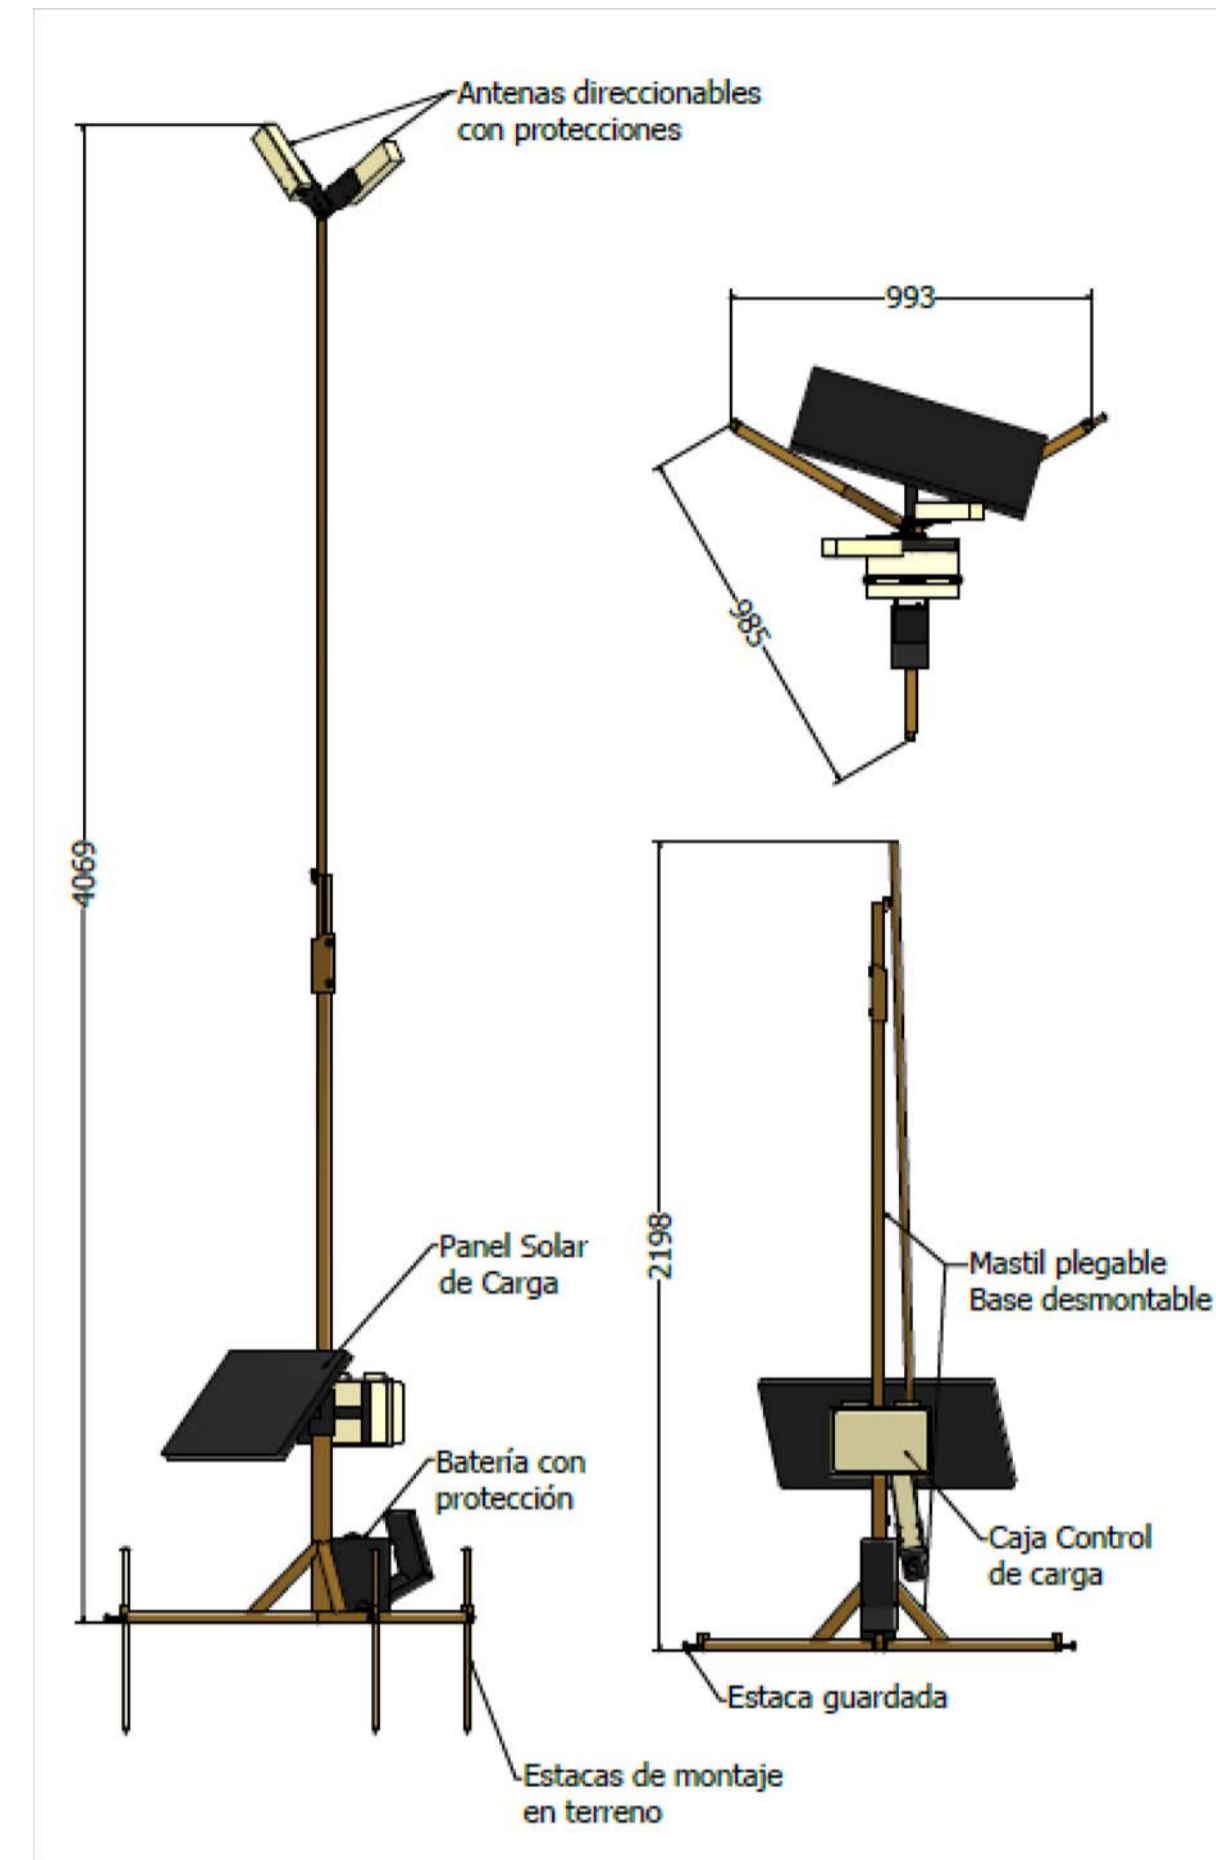 Antenas direccionables
con protecciones
993
985
4069
2198
Panel Solar
de Carga
Mastil plegable
Base desmontable
Batería con
protección
Caja Control
de carga
Estaca guardada
Estacas de montaje
en terreno